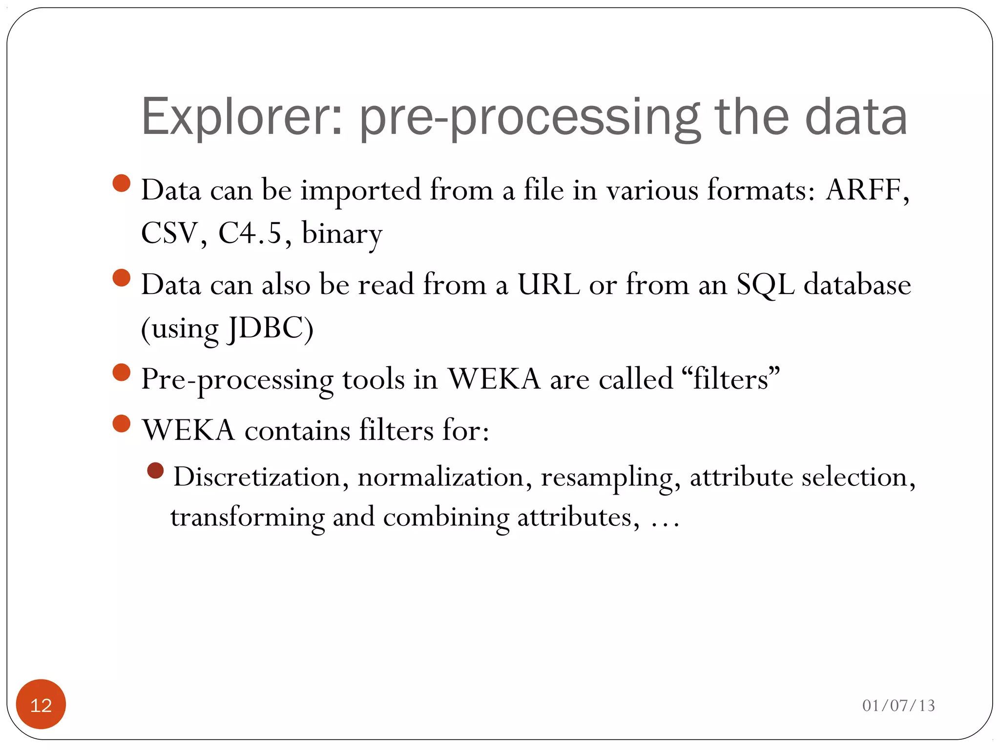 Explorer: pre-processing the data
Data can be imported from a file in various formats: ARFF,
CSV, C4.5, binary
Data can also be read from a URL or from an SQL database
(using JDBC)
Pre-processing tools in WEKA are called “filters”
WEKA contains filters for:
Discretization, normalization, resampling, attribute selection,
transforming and combining attributes, …
12
01/07/13